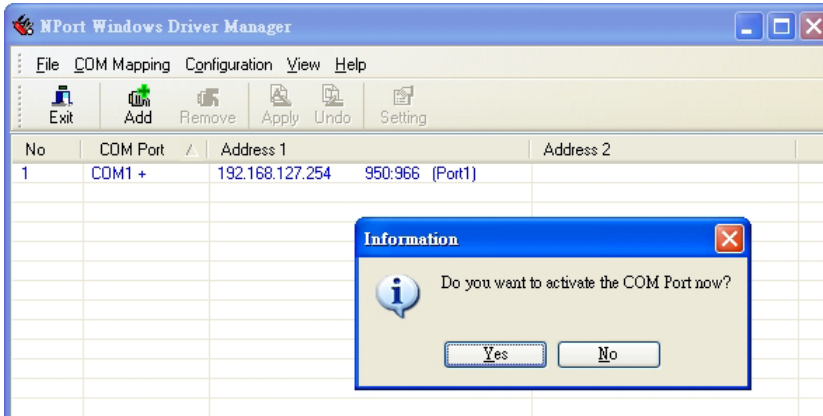 NPort Windows Driver Manager
File COM Mapping Configuration View Help
Exit Add Remove Apply Undo Setting
No COM Port Address 1 Address 2
1 COM1 + 192.168.127.254 950:966 (Port1)
Information
Do you want to activate the COM Port now?
Yes No